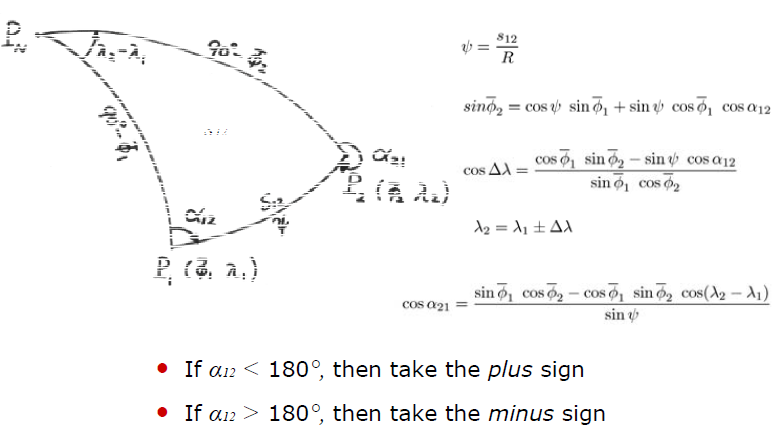 P_N
λ₂-λ₁
90°-φ̄₂
90°-φ̄₁
α₂₁
P₂ (φ̄₂ λ₂)
α₁₂
S₁₂
P₁ (φ̄₁ λ₁)
ψ = s₁₂ / R
sinφ̄₂ = cos ψ sin φ̄₁ + sin ψ cos φ̄₁ cos α₁₂
cos Δλ = (cos φ̄₁ sin φ̄₂ − sin ψ cos α₁₂) / (sin φ̄₁ cos φ̄₂)
λ₂ = λ₁ ± Δλ
cos α₂₁ = (sin φ̄₁ cos φ̄₂ − cos φ̄₁ sin φ̄₂ cos(λ₂ − λ₁)) / sin ψ
• If α₁₂ < 180°, then take the plus sign
• If α₁₂ > 180°, then take the minus sign